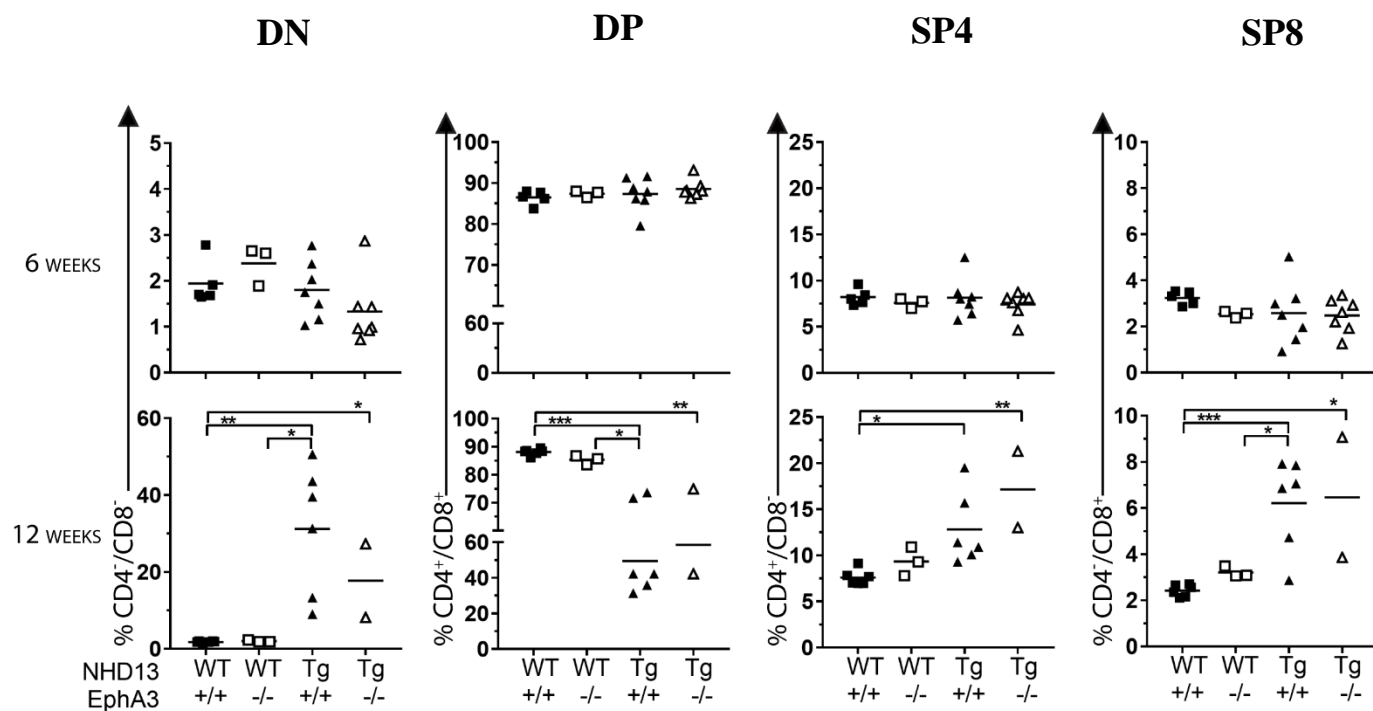 DN DP SP4 SP8
6 WEEKS
5 4 3 2 1 0
100 90 80 70 60 0
25 20 15 10 5 0
10 8 6 4 2 0
12 WEEKS
% CD4⁻/CD8⁻
60 40 20 0
** * *
% CD4⁺/CD8⁺
100 90 80 70 60 40 20 0
*** * **
% CD4⁺/CD8⁻
25 20 15 10 5 0
* **
% CD4⁻/CD8⁺
10 8 6 4 2 0
*** * *
NHD13 WT WT Tg Tg WT WT Tg Tg WT WT Tg Tg WT WT Tg Tg
EphA3 +/+ -/- +/+ -/- +/+ -/- +/+ -/- +/+ -/- +/+ -/- +/+ -/- +/+ -/-